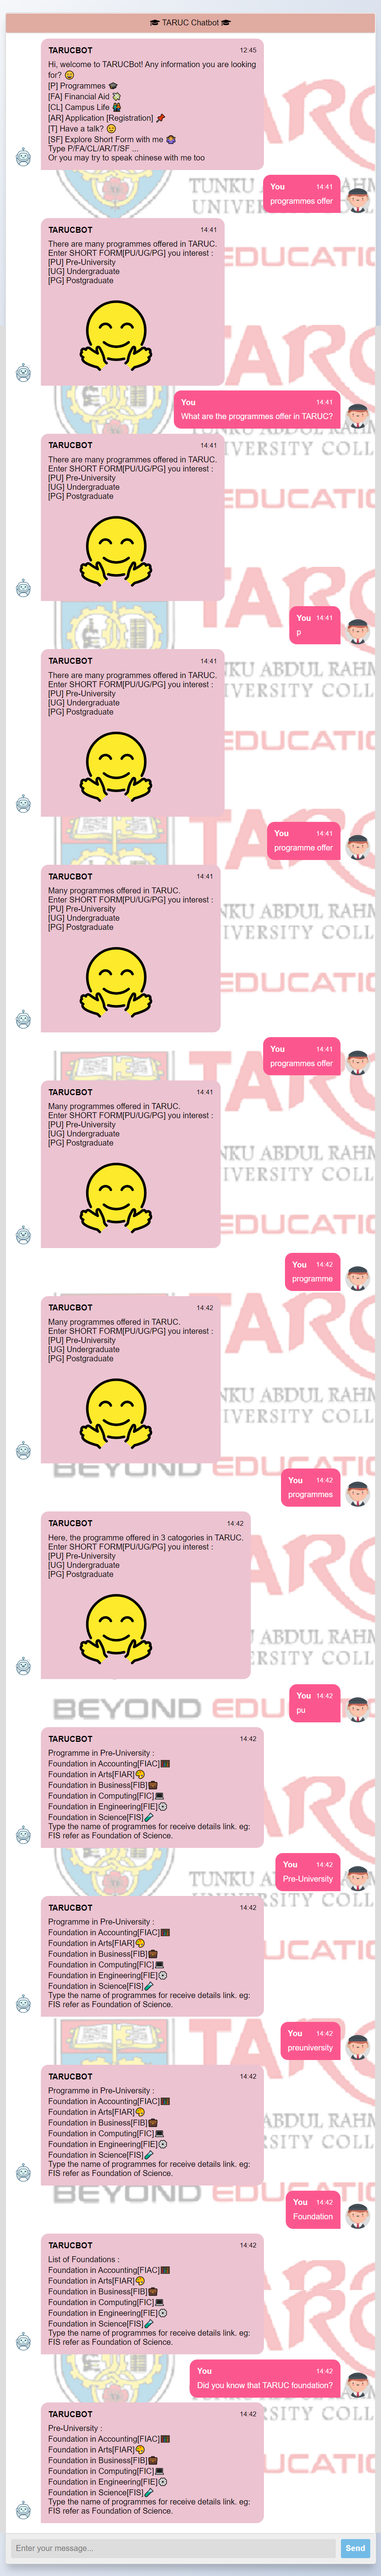 🎓 TARUC Chatbot 🎓
TARUCBOT 12:45
Hi, welcome to TARUCBot! Any information you are looking
for? 😀
[P] Programmes 🎓
[FA] Financial Aid 💸
[CL] Campus Life 👫
[AR] Application [Registration] 📌
[T] Have a talk? 🙂
[SF] Explore Short Form with me
Type P/FA/CL/AR/T/SF ...
Or you may try to speak chinese with me too
You 14:41
programmes offer
TARUCBOT 14:41
There are many programmes offered in TARUC.
Enter SHORT FORM[PU/UG/PG] you interest :
[PU] Pre-University
[UG] Undergraduate
[PG] Postgraduate
You 14:41
What are the programmes offer in TARUC?
TARUCBOT 14:41
There are many programmes offered in TARUC.
Enter SHORT FORM[PU/UG/PG] you interest :
[PU] Pre-University
[UG] Undergraduate
[PG] Postgraduate
You 14:41
p
TARUCBOT 14:41
There are many programmes offered in TARUC.
Enter SHORT FORM[PU/UG/PG] you interest :
[PU] Pre-University
[UG] Undergraduate
[PG] Postgraduate
You 14:41
programme offer
TARUCBOT 14:41
Many programmes offered in TARUC.
Enter SHORT FORM[PU/UG/PG] you interest :
[PU] Pre-University
[UG] Undergraduate
[PG] Postgraduate
You 14:41
programmes offer
TARUCBOT 14:41
Many programmes offered in TARUC.
Enter SHORT FORM[PU/UG/PG] you interest :
[PU] Pre-University
[UG] Undergraduate
[PG] Postgraduate
You 14:42
programme
TARUCBOT 14:42
Many programmes offered in TARUC.
Enter SHORT FORM[PU/UG/PG] you interest :
[PU] Pre-University
[UG] Undergraduate
[PG] Postgraduate
You 14:42
programmes
TARUCBOT 14:42
Here, the programme offered in 3 catogories in TARUC.
Enter SHORT FORM[PU/UG/PG] you interest :
[PU] Pre-University
[UG] Undergraduate
[PG] Postgraduate
BEYOND EDU
You 14:42
pu
TARUCBOT 14:42
Programme in Pre-University :
Foundation in Accounting[FIAC]
Foundation in Arts[FIAR]
Foundation in Business[FIB]
Foundation in Computing[FIC]
Foundation in Engineering[FIE]
Foundation in Science[FIS]
Type the name of programmes for receive details link. eg:
FIS refer as Foundation of Science.
You 14:42
Pre-University
TARUCBOT 14:42
Programme in Pre-University :
Foundation in Accounting[FIAC]
Foundation in Arts[FIAR]
Foundation in Business[FIB]
Foundation in Computing[FIC]
Foundation in Engineering[FIE]
Foundation in Science[FIS]
Type the name of programmes for receive details link. eg:
FIS refer as Foundation of Science.
You 14:42
preuniversity
TARUCBOT 14:42
Programme in Pre-University :
Foundation in Accounting[FIAC]
Foundation in Arts[FIAR]
Foundation in Business[FIB]
Foundation in Computing[FIC]
Foundation in Engineering[FIE]
Foundation in Science[FIS]
Type the name of programmes for receive details link. eg:
FIS refer as Foundation of Science.
You 14:42
Foundation
TARUCBOT 14:42
List of Foundations :
Foundation in Accounting[FIAC]
Foundation in Arts[FIAR]
Foundation in Business[FIB]
Foundation in Computing[FIC]
Foundation in Engineering[FIE]
Foundation in Science[FIS]
Type the name of programmes for receive details link. eg:
FIS refer as Foundation of Science.
You 14:42
Did you know that TARUC foundation?
TARUCBOT 14:42
Pre-University :
Foundation in Accounting[FIAC]
Foundation in Arts[FIAR]
Foundation in Business[FIB]
Foundation in Computing[FIC]
Foundation in Engineering[FIE]
Foundation in Science[FIS]
Type the name of programmes for receive details link. eg:
FIS refer as Foundation of Science.
Enter your message...
Send